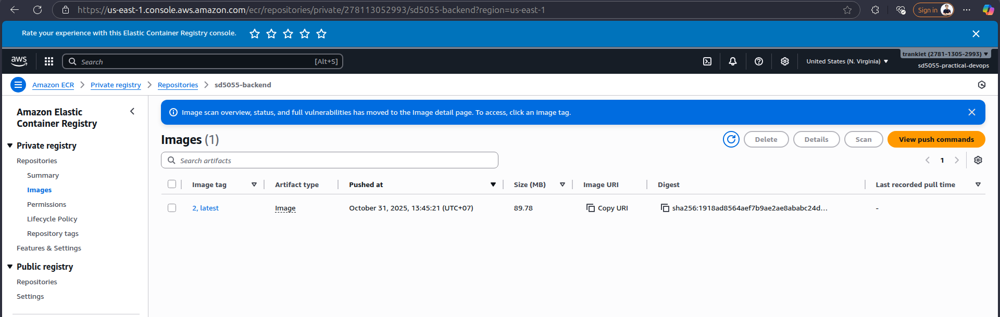 https://us-east-1.console.aws.amazon.com/ecr/repositories/private/278113052993/sd5055-backend?region=us-east-1
Sign in
Rate your experience with this Elastic Container Registry console.
aws
Search
[Alt+S]
United States (N. Virginia)
trankiet (2781-1305-2993)
sd5055-practical-devops
Amazon ECR
Private registry
Repositories
sd5055-backend
Amazon Elastic
Container Registry
Private registry
Repositories
Summary
Images
Permissions
Lifecycle Policy
Repository tags
Features & Settings
Public registry
Repositories
Settings
Image scan overview, status, and full vulnerabilities has moved to the Image detail page. To access, click an image tag.
Images (1)
Delete
Details
Scan
View push commands
Search artifacts
1
Image tag
Artifact type
Pushed at
Size (MB)
Image URI
Digest
Last recorded pull time
2, latest
Image
October 31, 2025, 13:45:21 (UTC+07)
89.78
Copy URI
sha256:1918ad8564aef7b9ae2ae8ababc24d...
-